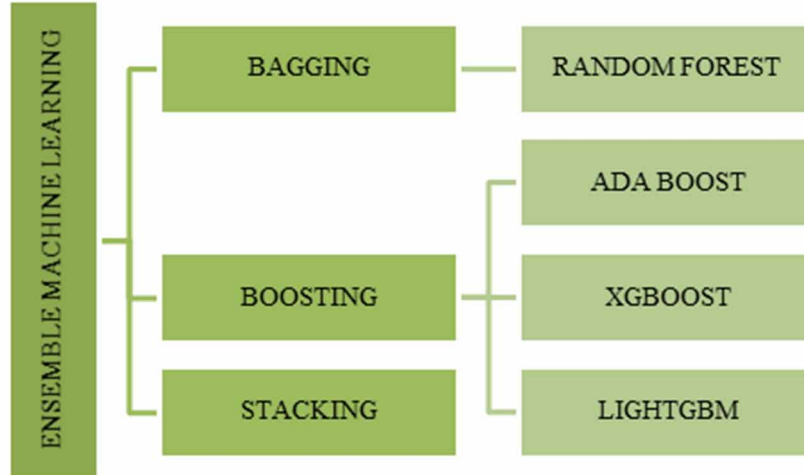 ENSEMBLE MACHINE LEARNING
BAGGING
RANDOM FOREST
ADA BOOST
BOOSTING
XGBOOST
STACKING
LIGHTGBM